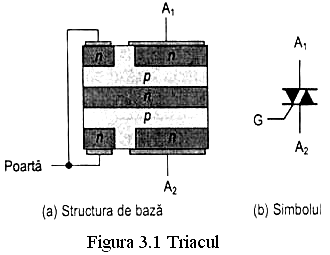 A₁
A₁
n
n
p
n
p
n
n
G
Poartă
A₂
A₂
(a) Structura de bază
(b) Simbolul
Figura 3.1 Triacul